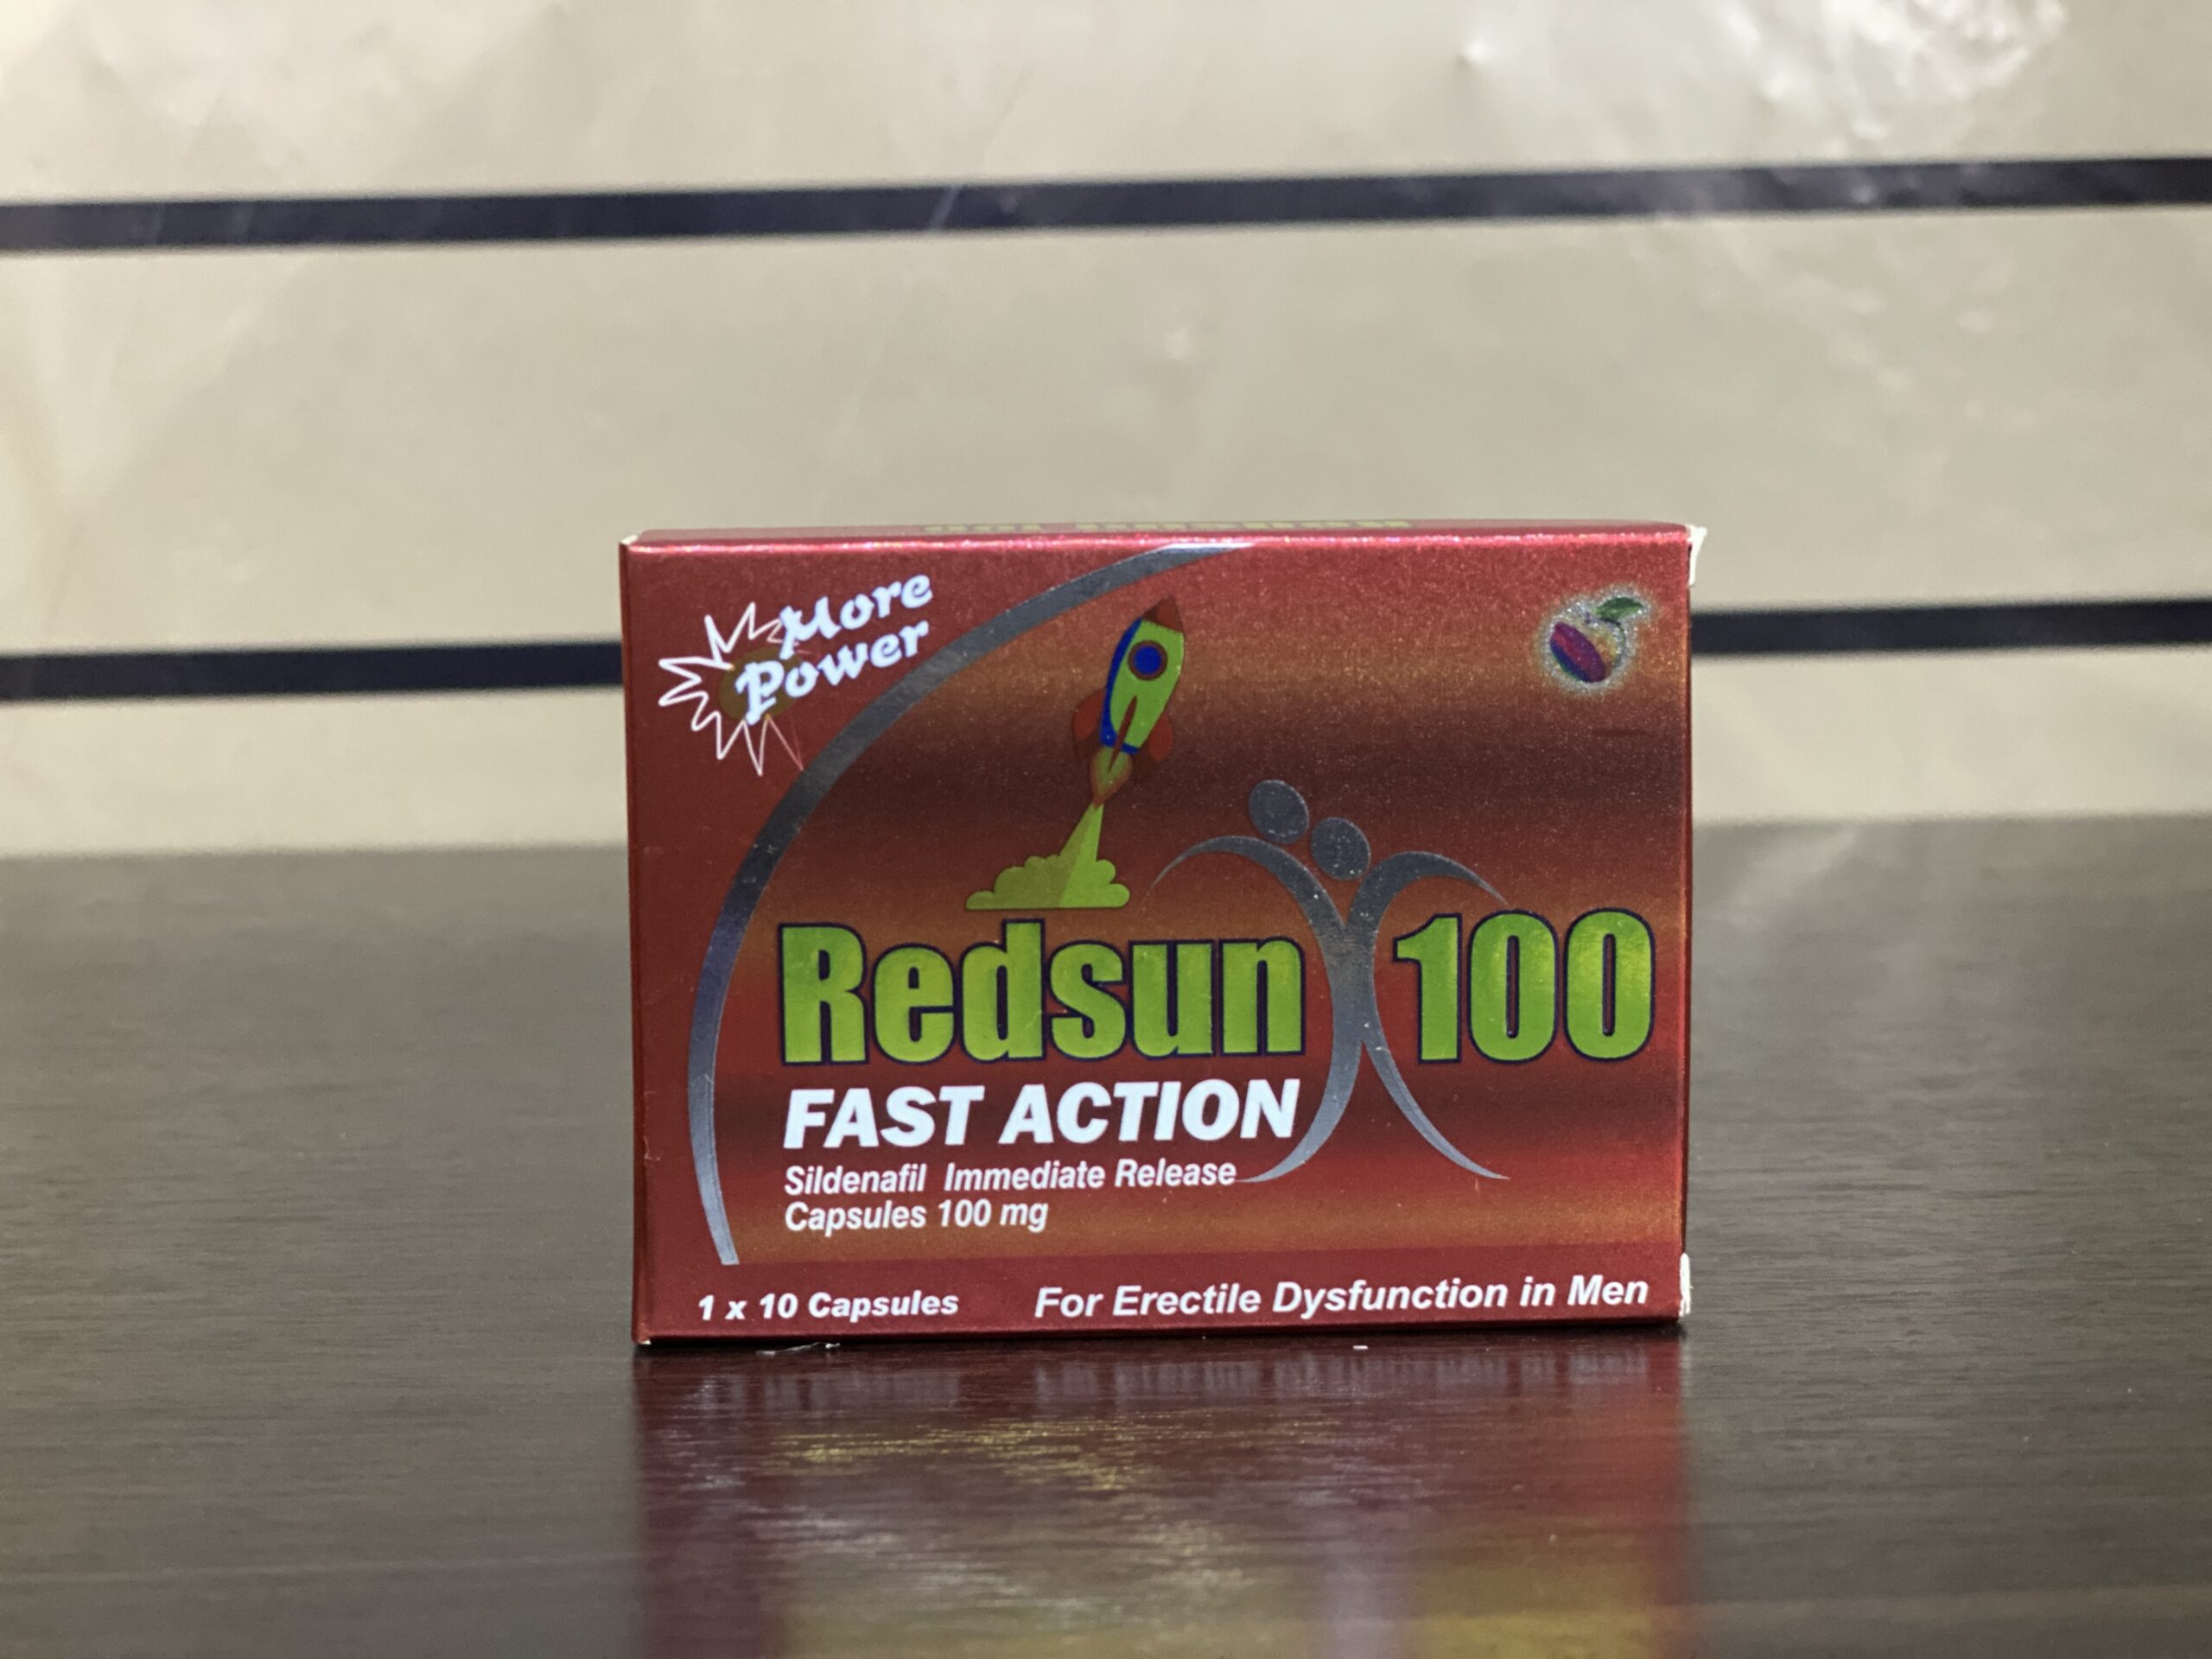 More
Power
Redsun 100
FAST ACTION
Sildenafil Immediate Release
Capsules 100 mg
1 x 10 Capsules
For Erectile Dysfunction in Men